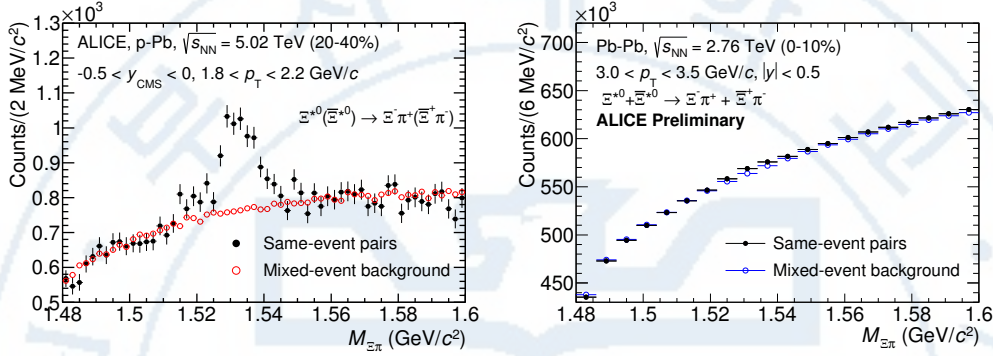 ×10³
1.3
1.2
1.1
1.0
0.9
0.8
0.7
0.6
0.5
Counts/(2 MeV/c²)
ALICE, p-Pb, √s_NN = 5.02 TeV (20-40%)
-0.5 < y_CMS < 0, 1.8 < p_T < 2.2 GeV/c
Ξ*⁰(Ξ̅*⁰) → Ξ⁻π⁺(Ξ̅⁺π⁻)
Same-event pairs
Mixed-event background
1.48 1.5 1.52 1.54 1.56 1.58 1.6
M_Ξπ (GeV/c²)
×10³
700
650
600
550
500
450
Counts/(6 MeV/c²)
Pb-Pb, √s_NN = 2.76 TeV (0-10%)
3.0 < p_T < 3.5 GeV/c, |y| < 0.5
Ξ*⁰+Ξ̅*⁰ → Ξ⁻π⁺ + Ξ̅⁺π⁻
ALICE Preliminary
Same-event pairs
Mixed-event background
1.48 1.5 1.52 1.54 1.56 1.58 1.6
M_Ξπ (GeV/c²)